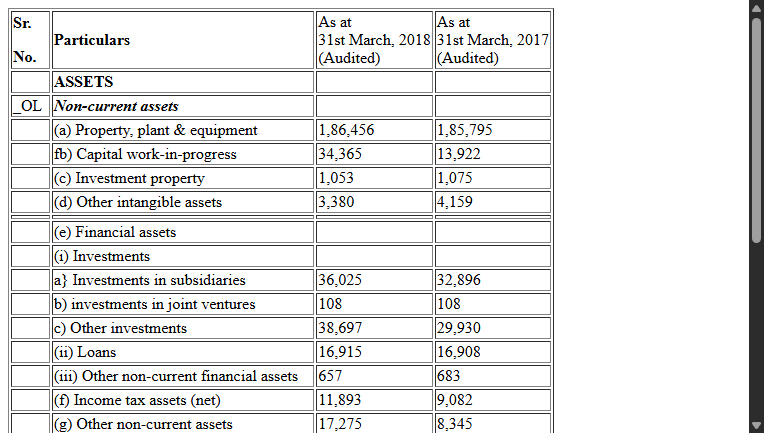 Sr. No. Particulars As at 31st March, 2018 (Audited) As at 31st March, 2017 (Audited)
ASSETS
_OL Non-current assets
(a) Property, plant & equipment 1,86,456 1,85,795
fb) Capital work-in-progress 34,365 13,922
(c) Investment property 1,053 1,075
(d) Other intangible assets 3,380 4,159
(e) Financial assets
(i) Investments
a} Investments in subsidiaries 36,025 32,896
b) investments in joint ventures 108 108
c) Other investments 38,697 29,930
(ii) Loans 16,915 16,908
(iii) Other non-current financial assets 657 683
(f) Income tax assets (net) 11,893 9,082
(g) Other non-current assets 17,275 8,345